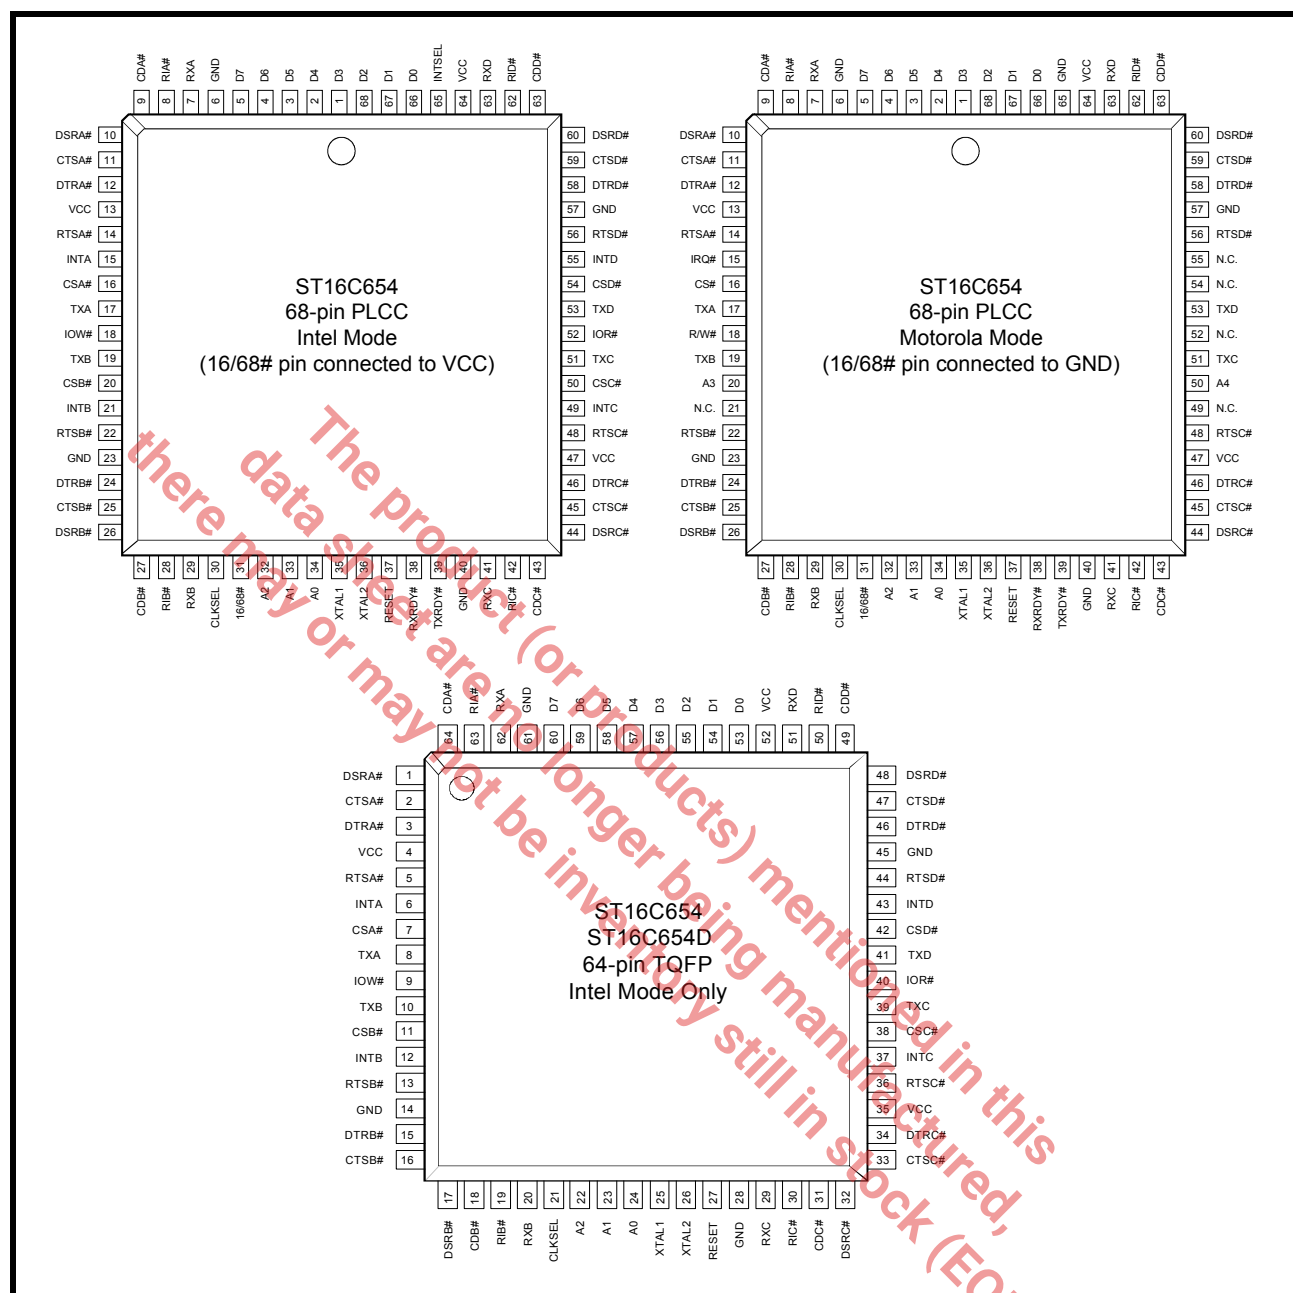 CDA# RIA# RXA GND D7 D6 D5 D4 D3 D2 D1 D0 INTSEL VCC RXD RID# CDD#
9 8 7 6 5 4 3 2 1 68 67 66 65 64 63 62 63
DSRA# 10 60 DSRD#
CTSA# 11 59 CTSD#
DTRA# 12 58 DTRD#
VCC 13 57 GND
RTSA# 14 56 RTSD#
INTA 15 55 INTD
CSA# 16 54 CSD#
TXA 17 53 TXD
IOW# 18 52 IOR#
TXB 19 51 TXC
CSB# 20 50 CSC#
INTB 21 49 INTC
RTSB# 22 48 RTSC#
GND 23 47 VCC
DTRB# 24 46 DTRC#
CTSB# 25 45 CTSC#
DSRB# 26 44 DSRC#
ST16C654
68-pin PLCC
Intel Mode
(16/68# pin connected to VCC)
27 28 29 30 31 32 33 34 35 36 37 38 39 40 41 42 43
CDB# RIB# RXB CLKSEL 16/68# A2 A1 A0 XTAL1 XTAL2 RESET RXRDY# TXRDY# GND RXC RIC# CDC#
CDA# RIA# RXA GND D7 D6 D5 D4 D3 D2 D1 D0 GND VCC RXD RID# CDD#
9 8 7 6 5 4 3 2 1 68 67 66 65 64 63 62 63
DSRA# 10 60 DSRD#
CTSA# 11 59 CTSD#
DTRA# 12 58 DTRD#
VCC 13 57 GND
RTSA# 14 56 RTSD#
IRQ# 15 55 N.C.
CS# 16 54 N.C.
TXA 17 53 TXD
R/W# 18 52 N.C.
TXB 19 51 TXC
A3 20 50 A4
N.C. 21 49 N.C.
RTSB# 22 48 RTSC#
GND 23 47 VCC
DTRB# 24 46 DTRC#
CTSB# 25 45 CTSC#
DSRB# 26 44 DSRC#
ST16C654
68-pin PLCC
Motorola Mode
(16/68# pin connected to GND)
27 28 29 30 31 32 33 34 35 36 37 38 39 40 41 42 43
CDB# RIB# RXB CLKSEL 16/68# A2 A1 A0 XTAL1 XTAL2 RESET RXRDY# TXRDY# GND RXC RIC# CDC#
CDA# RIA# RXA GND D7 D6 D5 D4 D3 D2 D1 D0 VCC RXD RID# CDD#
64 63 62 61 60 59 58 57 56 55 54 53 52 51 50 49
DSRA# 1 48 DSRD#
CTSA# 2 47 CTSD#
DTRA# 3 46 DTRD#
VCC 4 45 GND
RTSA# 5 44 RTSD#
INTA 6 43 INTD
CSA# 7 42 CSD#
TXA 8 41 TXD
IOW# 9 40 IOR#
TXB 10 39 TXC
CSB# 11 38 CSC#
INTB 12 37 INTC
RTSB# 13 36 RTSC#
GND 14 35 VCC
DTRB# 15 34 DTRC#
CTSB# 16 33 CTSC#
ST16C654
ST16C654D
64-pin TQFP
Intel Mode Only
17 18 19 20 21 22 23 24 25 26 27 28 29 30 31 32
DSRB# CDB# RIB# RXB CLKSEL A2 A1 A0 XTAL1 XTAL2 RESET GND RXC RIC# CDC# DSRC#
The product (or products) mentioned in this
data sheet are no longer being manufactured,
there may or may not be inventory still in stock (EO